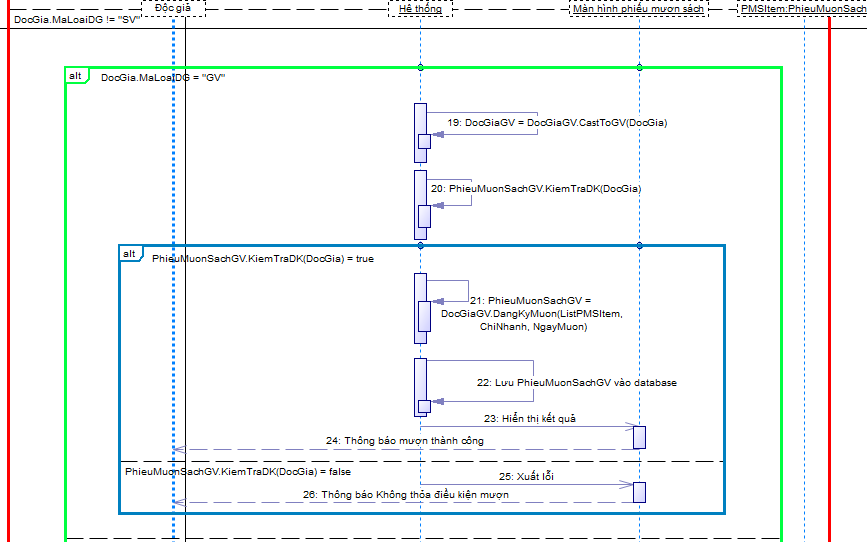 Độc giả
Hệ thống
Màn hình phiếu mượn sách
PMSItem:PhieuMuonSach
DocGia.MaLoaiDG != "SV"
alt
DocGia.MaLoaiDG = "GV"
19: DocGiaGV = DocGiaGV.CastToGV(DocGia)
20: PhieuMuonSachGV.KiemTraDK(DocGia)
alt
PhieuMuonSachGV.KiemTraDK(DocGia) = true
21: PhieuMuonSachGV =
DocGiaGV.DangKyMuon(ListPMSItem,
ChiNhanh, NgayMuon)
22: Lưu PhieuMuonSachGV vào database
23: Hiển thị kết quả
24: Thông báo mượn thành công
PhieuMuonSachGV.KiemTraDK(DocGia) = false
25: Xuất lỗi
26: Thông báo Không thỏa điều kiện mượn